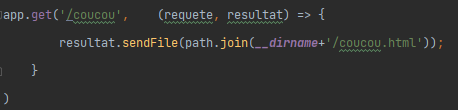 app.get('/coucou', (requete, resultat) => {
resultat.sendFile(path.join(__dirname+'/coucou.html'));
}
)